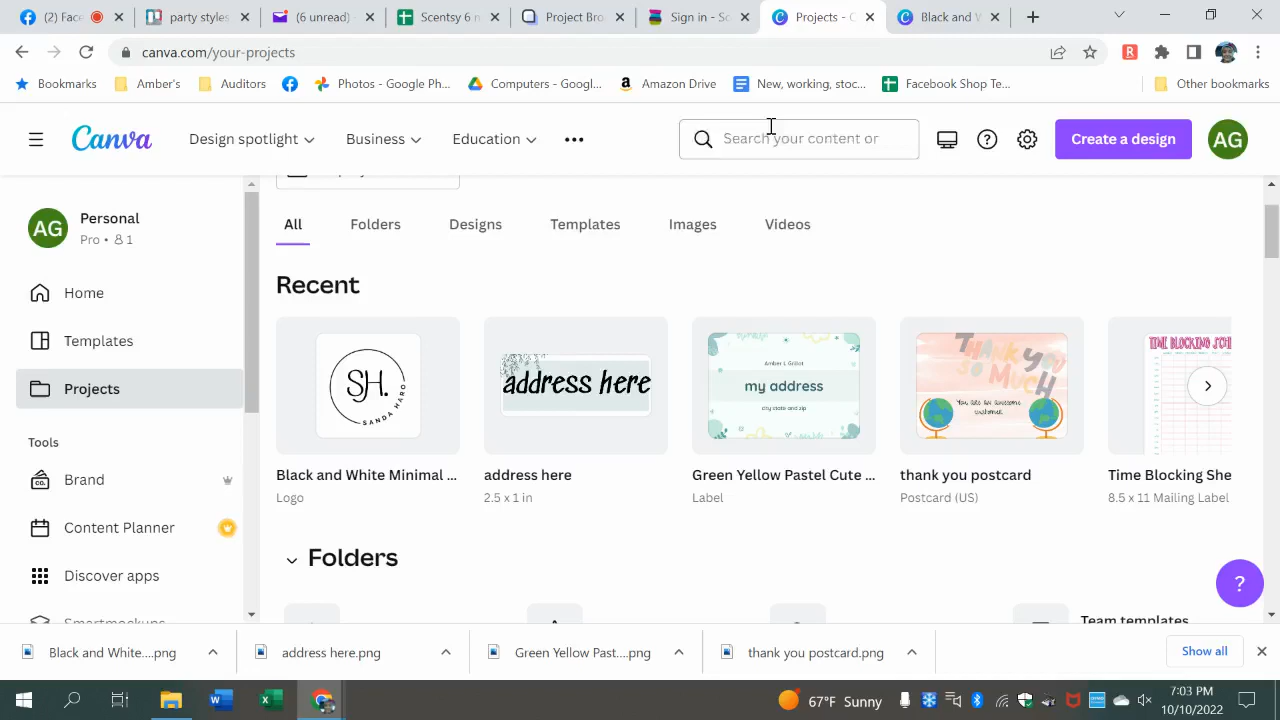 party styles fac
(6 unread)
Scentsy 6 n
Project Bro
Sign in - Sc
Projects - C
Black and W
canva.com/your-projects
Bookmarks
Amber's
Auditors
Photos - Google Ph...
Computers - Googl...
Amazon Drive
New, working, stoc...
Facebook Shop Te...
Other bookmarks
Canva
Design spotlight
Business
Education
Search your content or
Create a design
AG
AG
Personal
Pro • 1
Home
Templates
Projects
Tools
Brand
Content Planner
Discover apps
Smartmockups
All
Folders
Designs
Templates
Images
Videos
Recent
SH.
SANDA HARO
address here
Amber L Grillot
my address
city state and zip
THANK YOU
SO MUCH
You are an awesome
customer.
TIME BLOCKING SCH
Black and White Minimal ...
address here
Green Yellow Pastel Cute ...
thank you postcard
Time Blocking She
Logo
2.5 x 1 in
Label
Postcard (US)
8.5 x 11 Mailing Label
Folders
Team templates
?
Black and White....png
address here.png
Green Yellow Past....png
thank you postcard.png
Show all
67°F Sunny
7:03 PM
10/10/2022